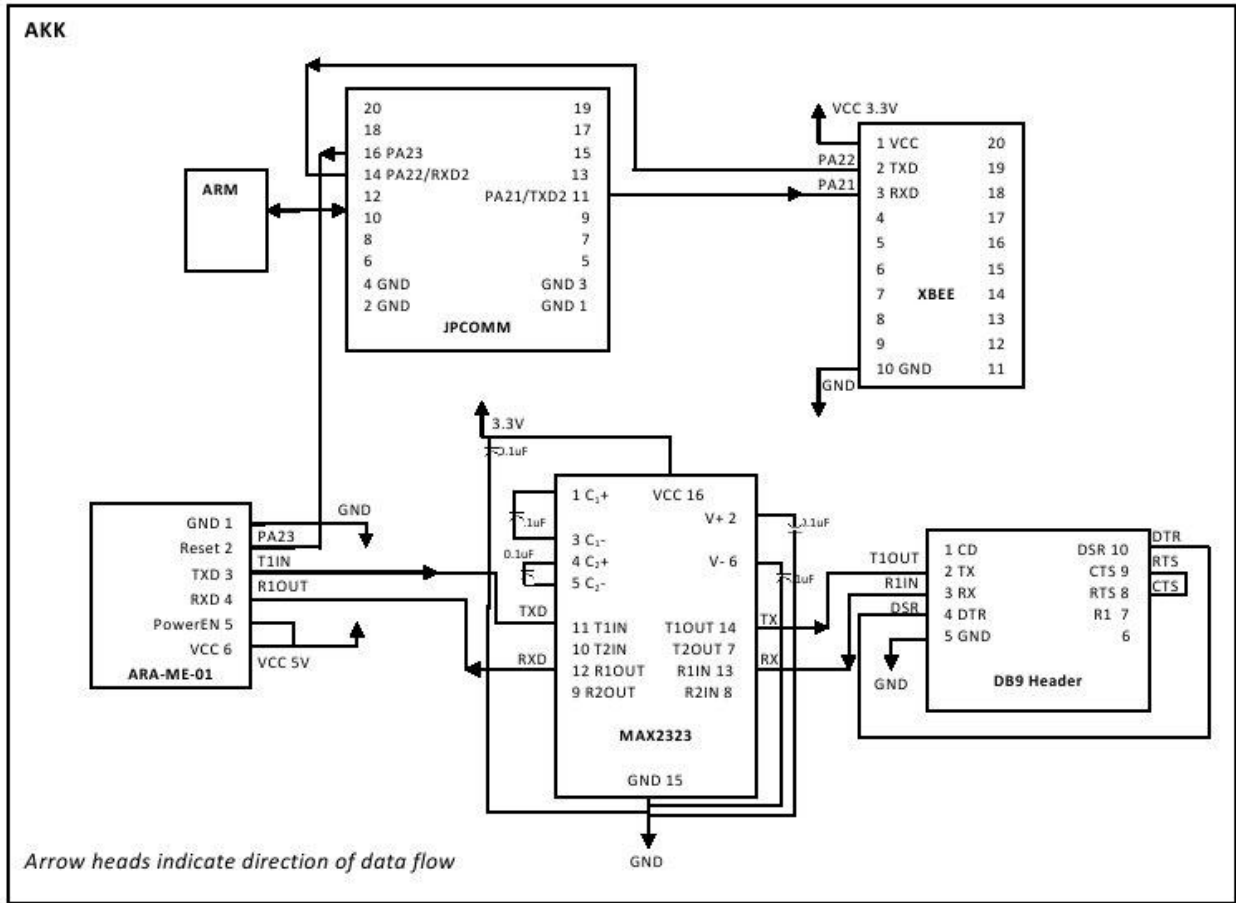 AKK
ARM
20 19
18 17
16 PA23 15
14 PA22/RXD2 13
12 PA21/TXD2 11
10 9
8 7
6 5
4 GND GND 3
2 GND GND 1
JPCOMM
VCC 3.3V
PA22
PA21
1 VCC 20
2 TXD 19
3 RXD 18
4 17
5 16
6 15
7 XBEE 14
8 13
9 12
10 GND 11
GND
GND 1
Reset 2
TXD 3
RXD 4
PowerEN 5
VCC 6
ARA-ME-01
GND
PA23
T1IN
R1OUT
VCC 5V
3.3V
0.1uF
.1uF
0.1uF
TXD
RXD
1 C₁+ VCC 16
V+ 2
3 C₁-
4 C₂+ V- 6
5 C₂-
11 T1IN T1OUT 14
10 T2IN T2OUT 7
12 R1OUT R1IN 13
9 R2OUT R2IN 8
MAX2323
GND 15
GND
0.1uF
TX
RX
T1OUT
R1IN
DSR
GND
1 CD DSR 10
2 TX CTS 9
3 RX RTS 8
4 DTR R1 7
5 GND 6
DB9 Header
DTR
RTS
CTS
Arrow heads indicate direction of data flow